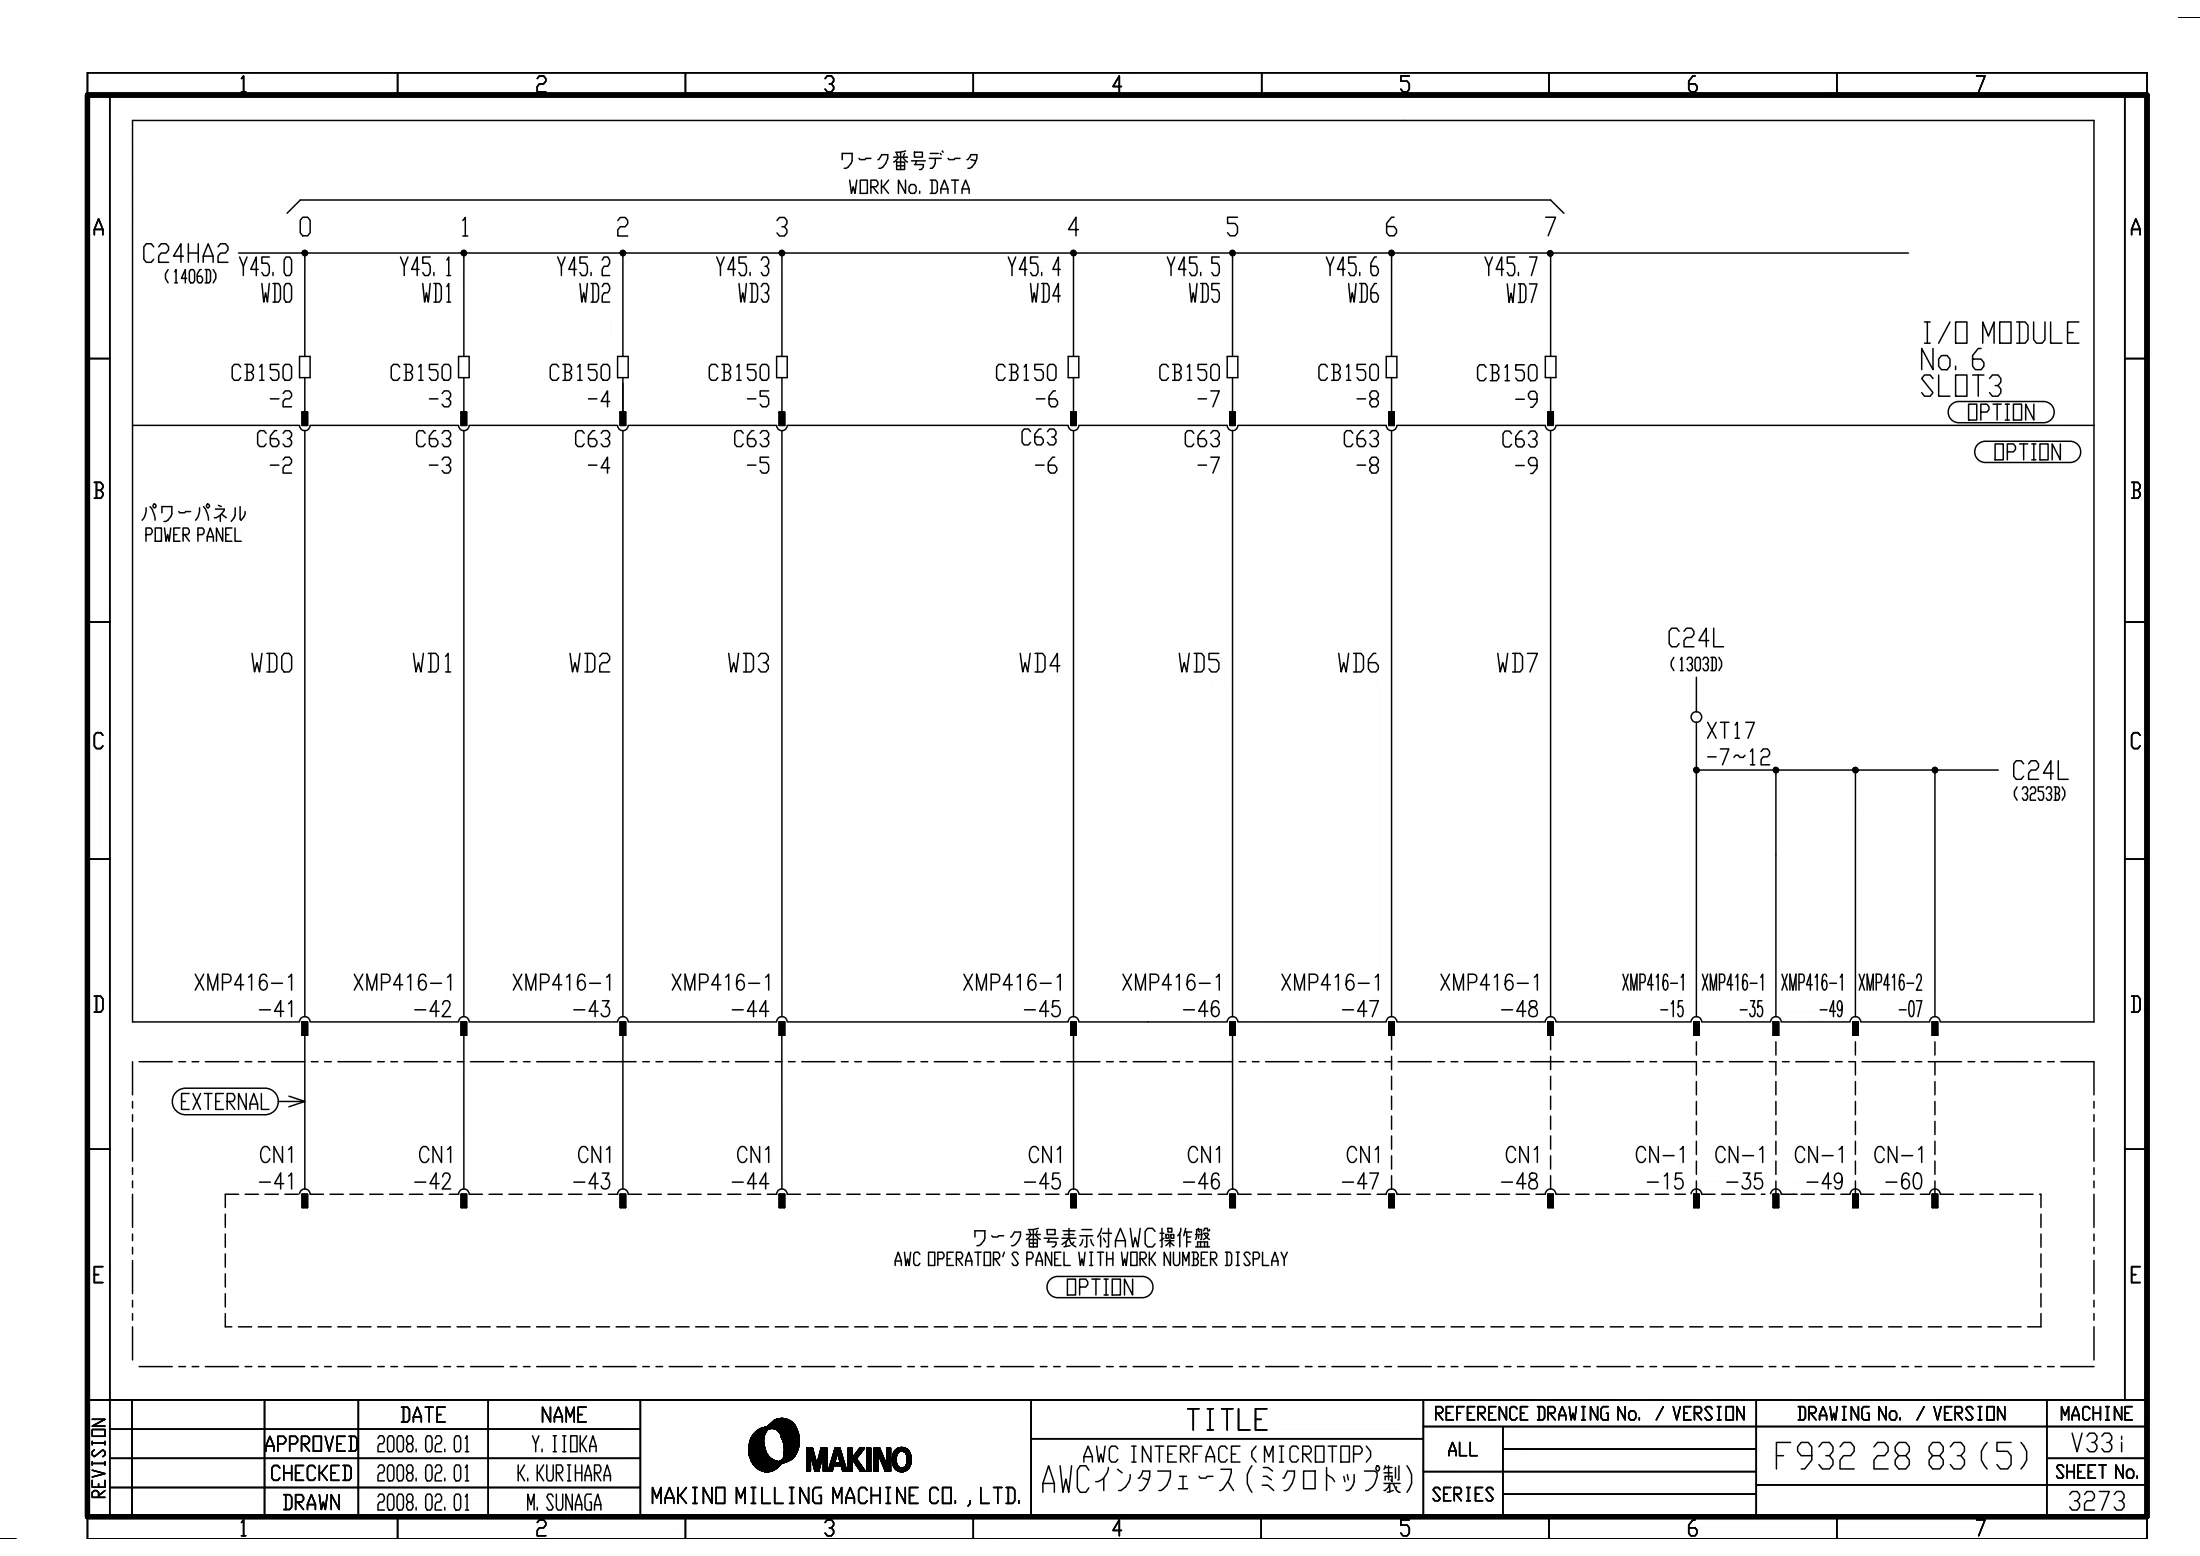 1 2 3 4 5 6 7
ワーク番号データ
WORK No. DATA
0 1 2 3 4 5 6 7
A A
C24HA2
(1406D)
Y45.0 Y45.1 Y45.2 Y45.3 Y45.4 Y45.5 Y45.6 Y45.7
WD0 WD1 WD2 WD3 WD4 WD5 WD6 WD7
I/O MODULE
No. 6
SLOT3
OPTION
CB150 CB150 CB150 CB150 CB150 CB150 CB150 CB150
-2 -3 -4 -5 -6 -7 -8 -9
C63 C63 C63 C63 C63 C63 C63 C63
-2 -3 -4 -5 -6 -7 -8 -9
OPTION
B B
パワーパネル
POWER PANEL
WD0 WD1 WD2 WD3 WD4 WD5 WD6 WD7
C24L
(1303D)
XT17
-7~12
C C
C24L
(3253B)
XMP416-1 XMP416-1 XMP416-1 XMP416-1 XMP416-1 XMP416-1 XMP416-1 XMP416-1 XMP416-1 XMP416-1 XMP416-1 XMP416-2
-41 -42 -43 -44 -45 -46 -47 -48 -15 -35 -49 -07
D D
EXTERNAL
CN1 CN1 CN1 CN1 CN1 CN1 CN1 CN1 CN-1 CN-1 CN-1 CN-1
-41 -42 -43 -44 -45 -46 -47 -48 -15 -35 -49 -60
ワーク番号表示付AWC操作盤
AWC OPERATOR'S PANEL WITH WORK NUMBER DISPLAY
OPTION
E E
REVISION
DATE NAME
APPROVED 2008.02.01 Y. IIOKA
CHECKED 2008.02.01 K. KURIHARA
DRAWN 2008.02.01 M. SUNAGA
MAKINO
MAKINO MILLING MACHINE CO., LTD.
TITLE
AWC INTERFACE (MICROTOP)
AWCインタフェース(ミクロトップ製)
REFERENCE DRAWING No. / VERSION
ALL
SERIES
DRAWING No. / VERSION
F932 28 83 (5)
MACHINE
V33i
SHEET No.
3273
1 2 3 4 5 6 7